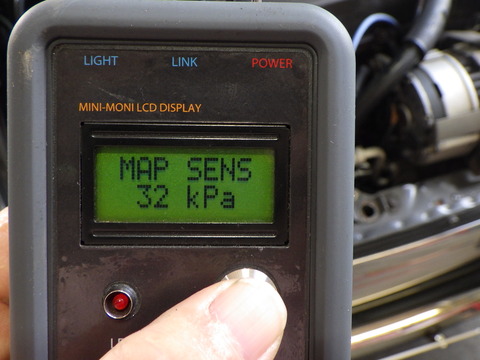 LIGHT LINK POWER
MINI-MONI LCD DISPLAY
MAP SENS
32 kPa